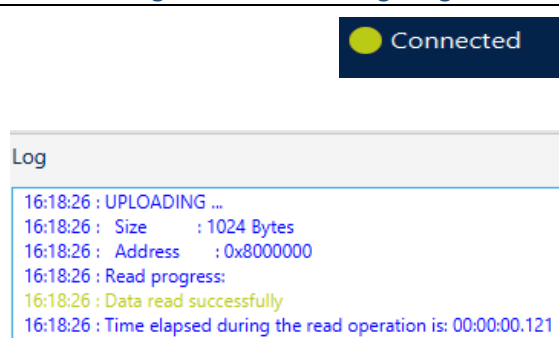 Connected
Log
16:18:26 : UPLOADING ...
16:18:26 :   Size          : 1024 Bytes
16:18:26 :   Address       : 0x8000000
16:18:26 : Read progress:
16:18:26 : Data read successfully
16:18:26 : Time elapsed during the read operation is: 00:00:00.121